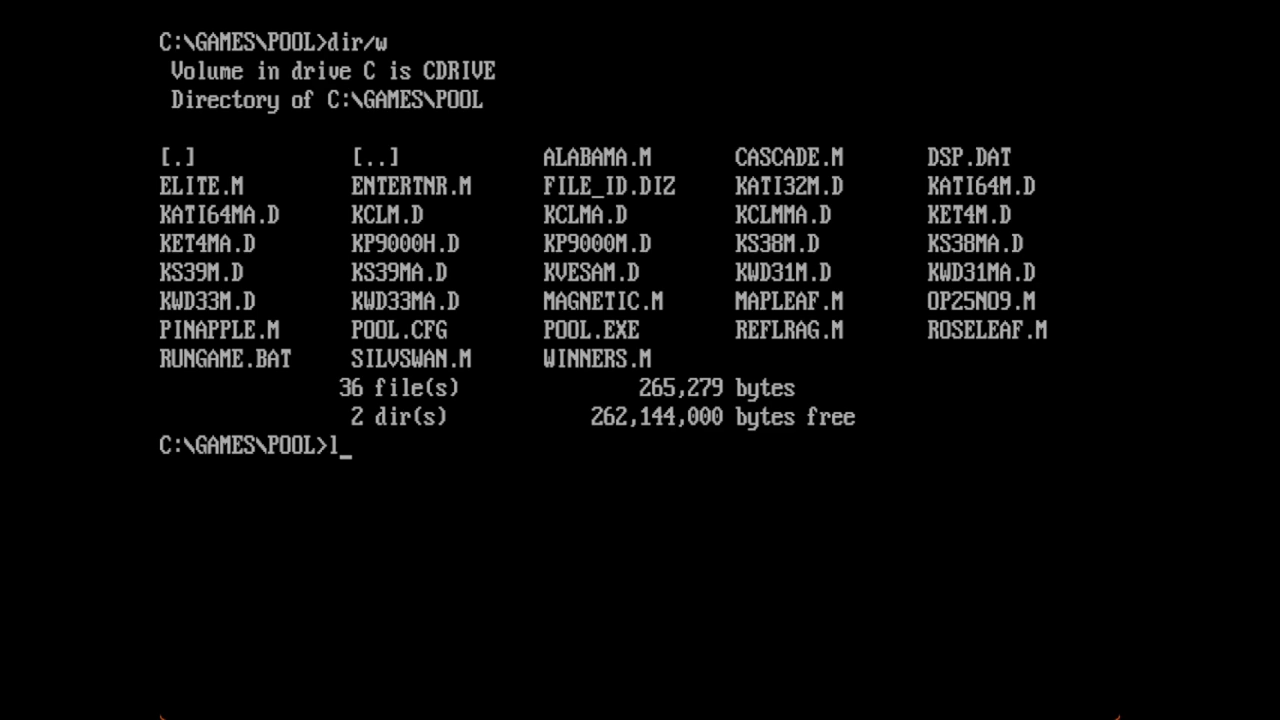 C:\GAMES\POOL>dir/w
Volume in drive C is CDRIVE
Directory of C:\GAMES\POOL
[.] [..] ALABAMA.M CASCADE.M DSP.DAT
ELITE.M ENTERTNR.M FILE_ID.DIZ KATI32M.D KATI64M.D
KATI64MA.D KCLM.D KCLMA.D KCLMMA.D KET4M.D
KET4MA.D KP9000H.D KP9000M.D KS38M.D KS38MA.D
KS39M.D KS39MA.D KVESAM.D KWD31M.D KWD31MA.D
KWD33M.D KWD33MA.D MAGNETIC.M MAPLEAF.M OP25NO9.M
PINAPPLE.M POOL.CFG POOL.EXE REFLRAG.M ROSELEAF.M
RUNGAME.BAT SILVSWAN.M WINNERS.M
36 file(s) 265,279 bytes
2 dir(s) 262,144,000 bytes free
C:\GAMES\POOL>l_